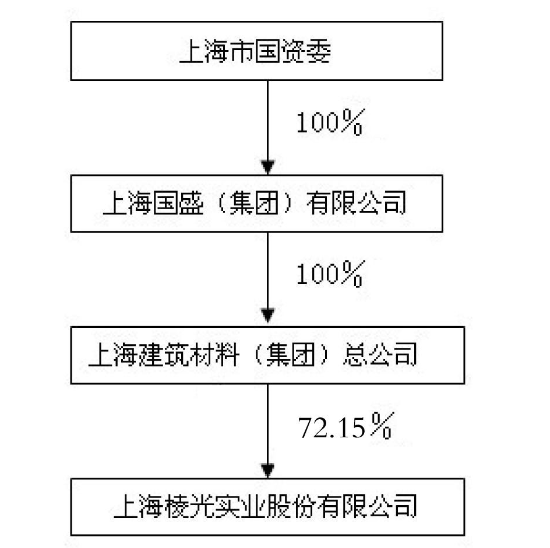 上海市国资委
100%
上海国盛（集团）有限公司
100%
上海建筑材料（集团）总公司
72.15%
上海棱光实业股份有限公司